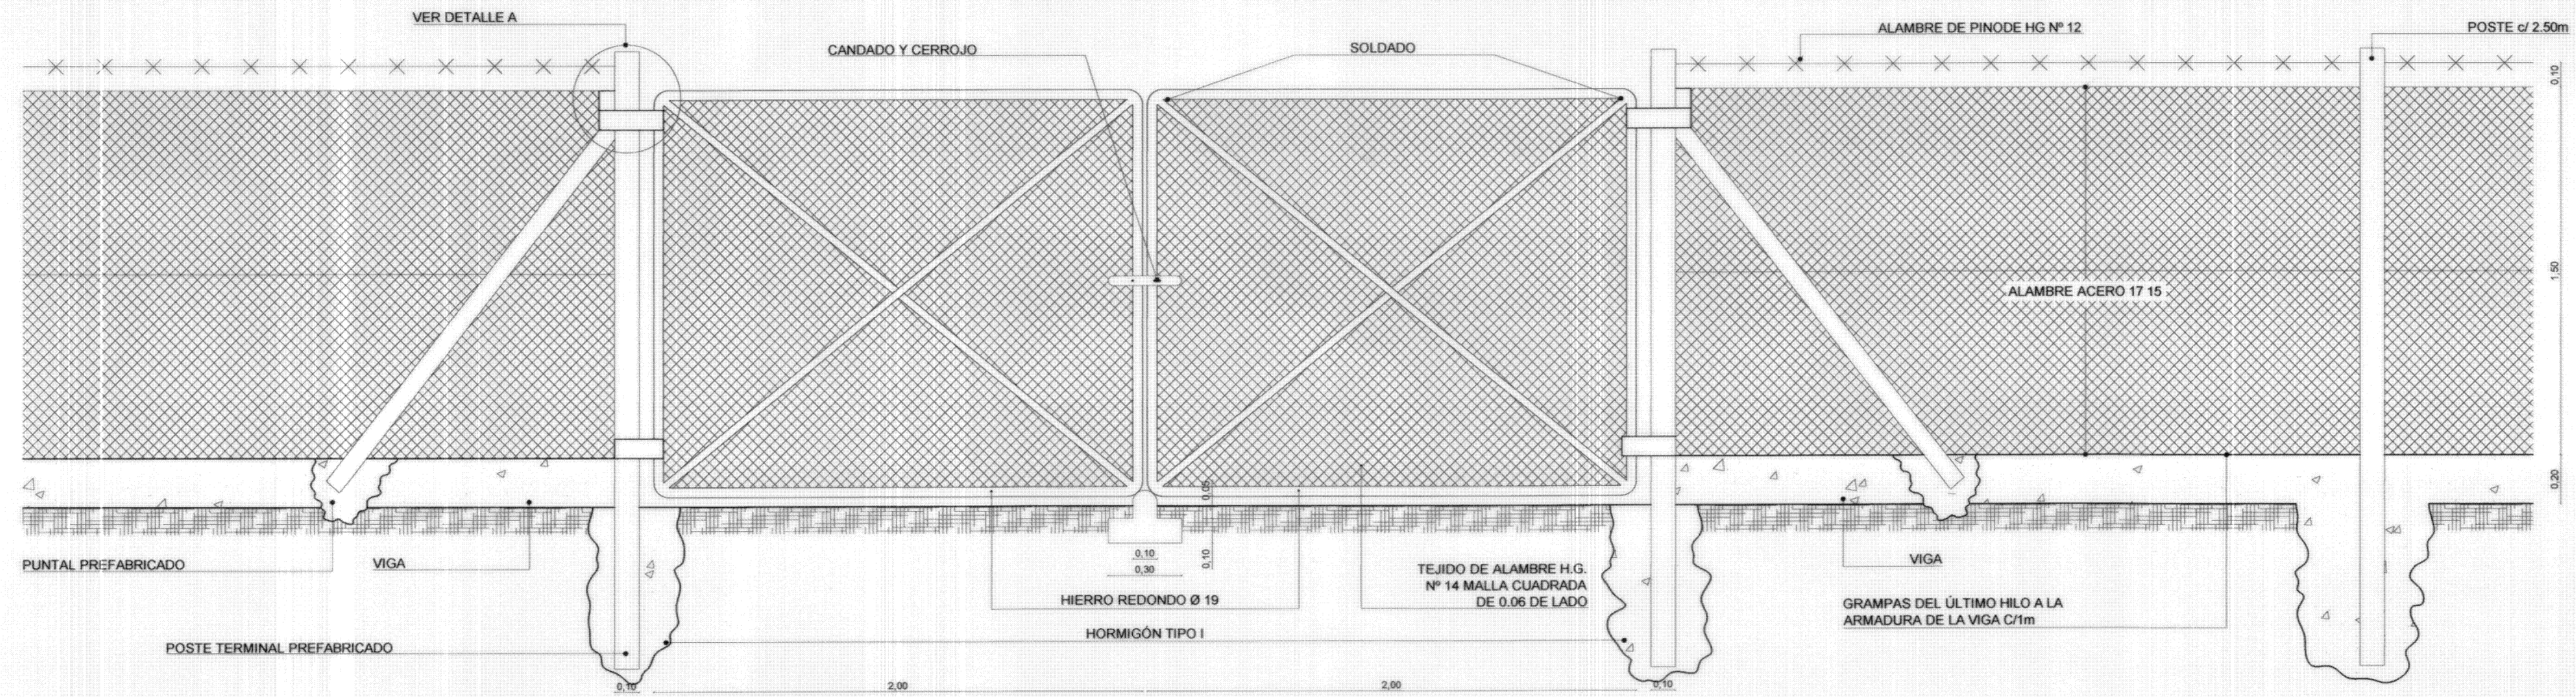 VER DETALLE A
CANDADO Y CERROJO
SOLDADO
ALAMBRE DE PINODE HG Nº 12
POSTE c/ 2.50m
0,10
1,50
ALAMBRE ACERO 17 15
0,20
0,05
0,10
0,10
0,30
PUNTAL PREFABRICADO
VIGA
HIERRO REDONDO Ø 19
TEJIDO DE ALAMBRE H.G.
Nº 14 MALLA CUADRADA
DE 0.06 DE LADO
VIGA
GRAMPAS DEL ÚLTIMO HILO A LA
ARMADURA DE LA VIGA C/1m
HORMIGÓN TIPO I
POSTE TERMINAL PREFABRICADO
0,10
2,00
2,00
0,10